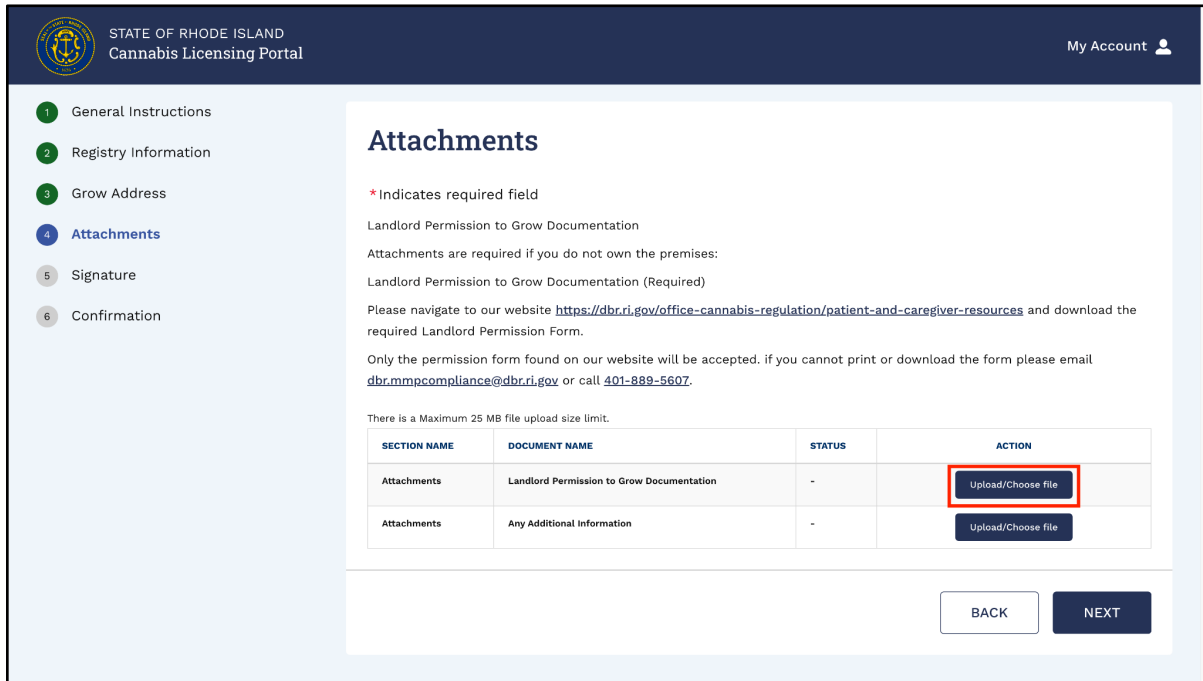 STATE OF RHODE ISLAND
Cannabis Licensing Portal
My Account
1 General Instructions
2 Registry Information
3 Grow Address
4 Attachments
5 Signature
6 Confirmation
Attachments
*Indicates required field
Landlord Permission to Grow Documentation
Attachments are required if you do not own the premises:
Landlord Permission to Grow Documentation (Required)
Please navigate to our website https://dbr.ri.gov/office-cannabis-regulation/patient-and-caregiver-resources and download the
required Landlord Permission Form.
Only the permission form found on our website will be accepted. if you cannot print or download the form please email
dbr.mmpcompliance@dbr.ri.gov or call 401-889-5607.
There is a Maximum 25 MB file upload size limit.
SECTION NAME DOCUMENT NAME STATUS ACTION
Attachments Landlord Permission to Grow Documentation - Upload/Choose file
Attachments Any Additional Information - Upload/Choose file
BACK NEXT